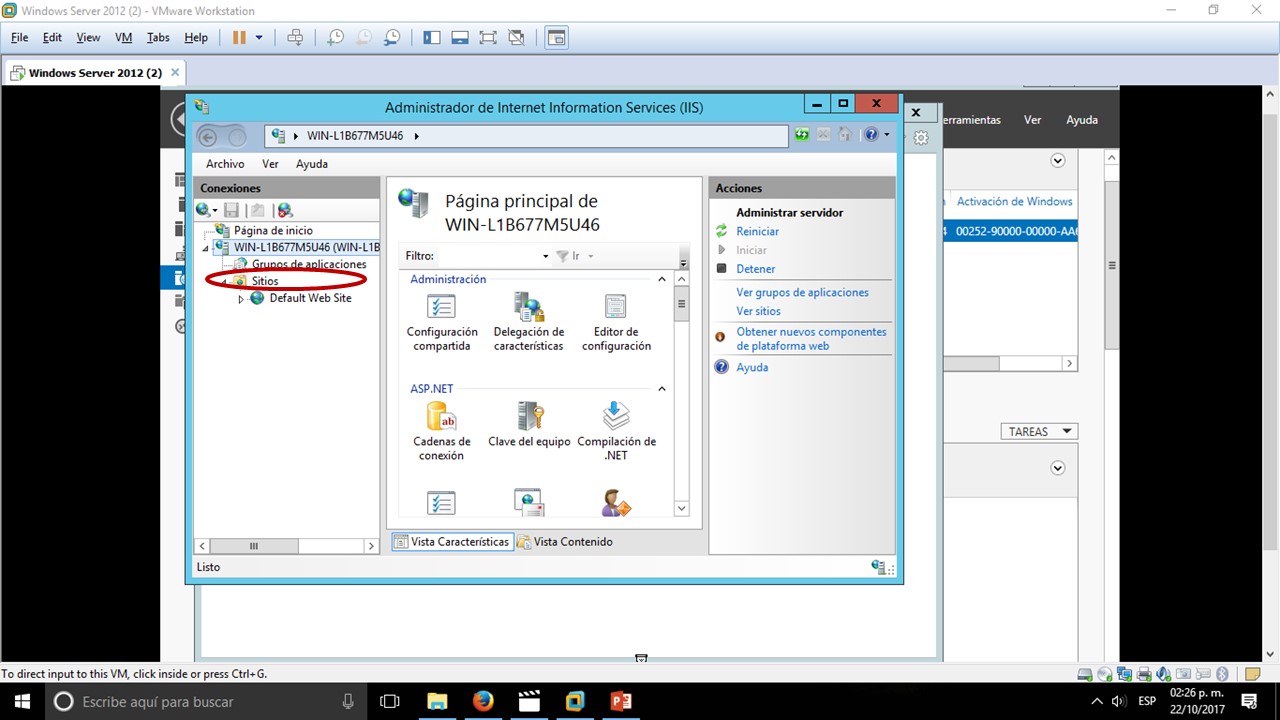 Windows Server 2012 (2) - VMware Workstation
File Edit View VM Tabs Help
Windows Server 2012 (2)
Administrador de Internet Information Services (IIS)
WIN-L1B677M5U46
Archivo Ver Ayuda
Conexiones
Página de inicio
WIN-L1B677M5U46 (WIN-L1B
Grupos de aplicaciones
Sitios
Default Web Site
Página principal de
WIN-L1B677M5U46
Filtro:
Ir
Administración
Configuración
compartida
Delegación de
características
Editor de
configuración
ASP.NET
Cadenas de
conexión
Clave del equipo
Compilación de
.NET
Vista Características
Vista Contenido
Acciones
Administrar servidor
Reiniciar
Iniciar
Detener
Ver grupos de aplicaciones
Ver sitios
Obtener nuevos componentes
de plataforma web
Ayuda
Listo
erramientas Ver Ayuda
Activación de Windows
4 00252-90000-00000-AA6
TAREAS
To direct input to this VM, click inside or press Ctrl+G.
Escribe aquí para buscar
ESP
02:26 p. m.
22/10/2017